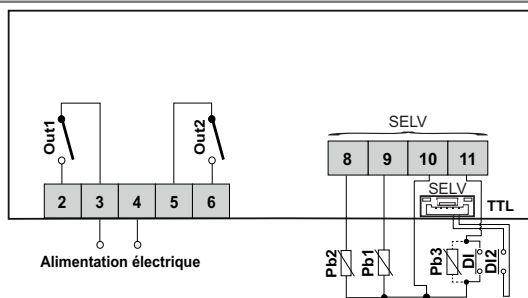 SELV
Out1
Out2
8 9 10 11
SELV
2 3 4 5 6
TTL
Alimentation électrique
Pb2
Pb1
Pb3
DI
DI2